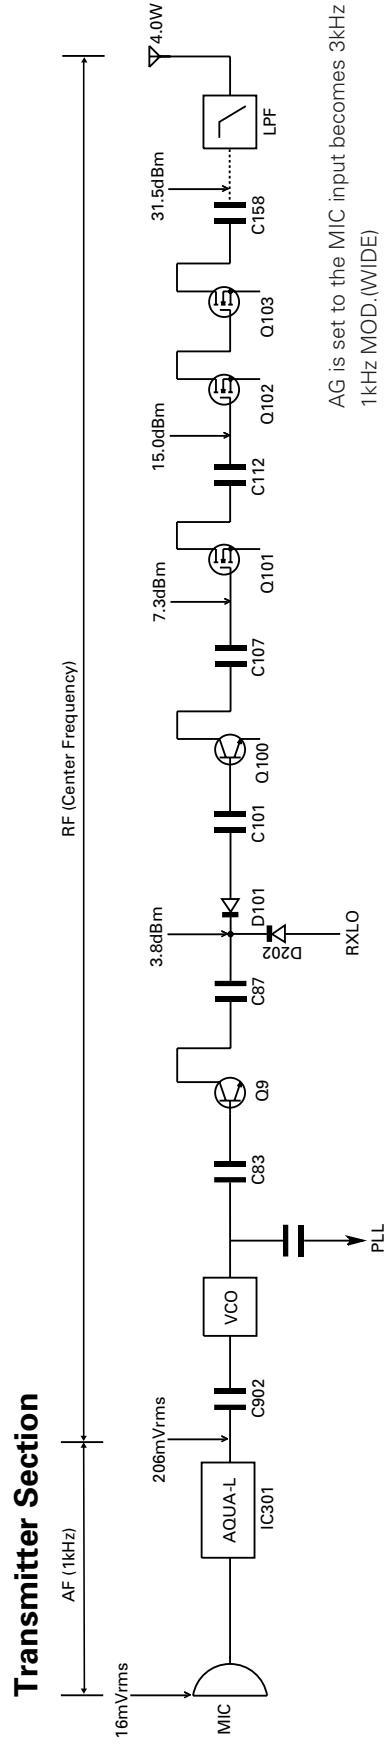 Transmitter Section
AF (1kHz)
RF (Center Frequency)
16mVrms
206mVrms
3.8dBm
7.3dBm
15.0dBm
31.5dBm
4.0W
MIC
AQUA-L
IC301
C902
VCO
PLL
C83
Q9
C87
D202
RXLO
D101
C101
Q100
C107
Q101
C112
Q102
Q103
C158
LPF
AG is set to the MIC input becomes 3kHz
1kHz MOD.(WIDE)